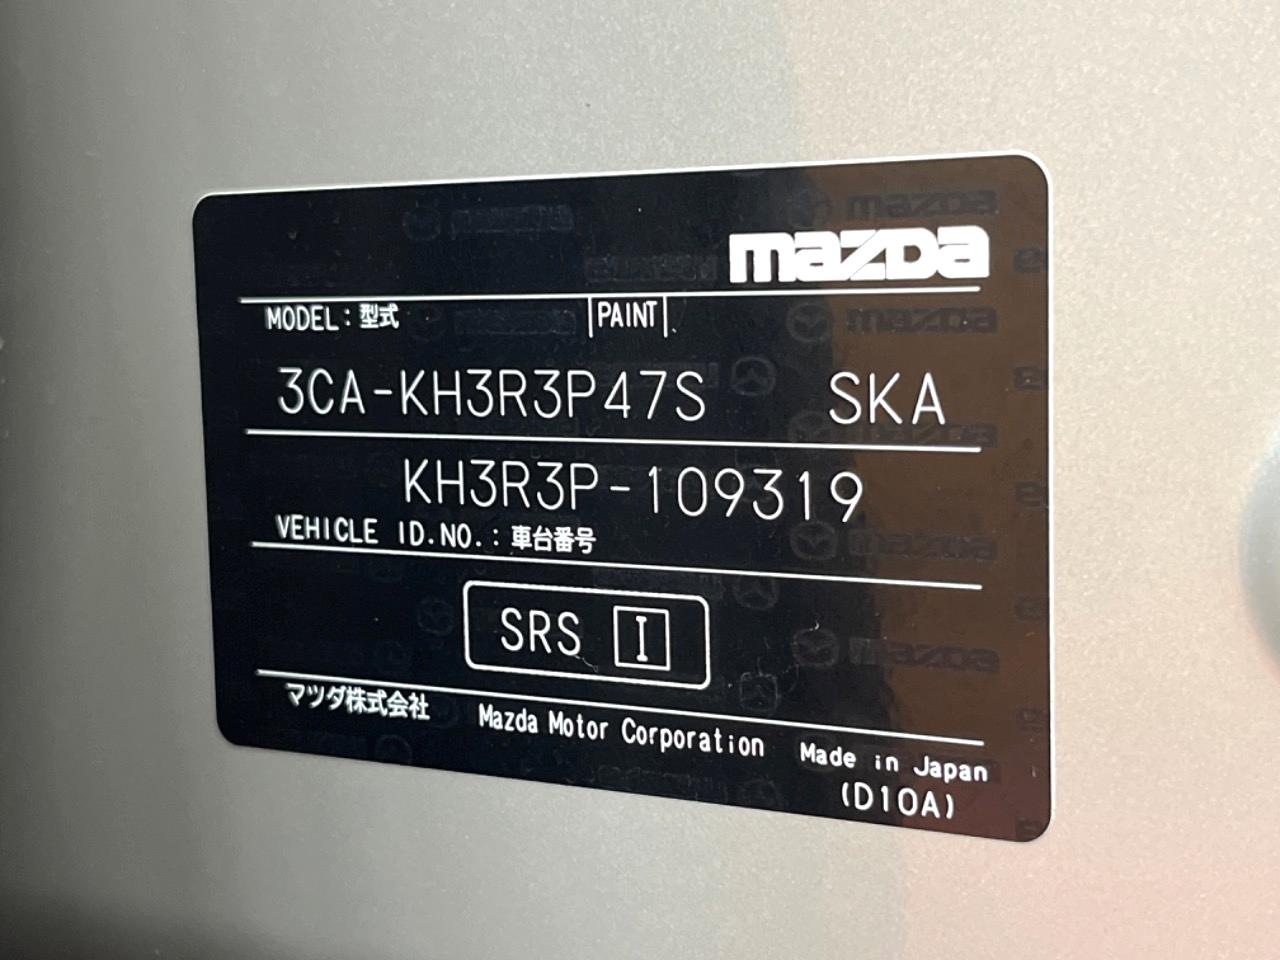 mazda
MODEL:型式 PAINT
3CA-KH3R3P47S SKA
KH3R3P-109319
VEHICLE ID.NO.:車台番号
SRS I
マツダ株式会社 Mazda Motor Corporation Made in Japan
(D10A)